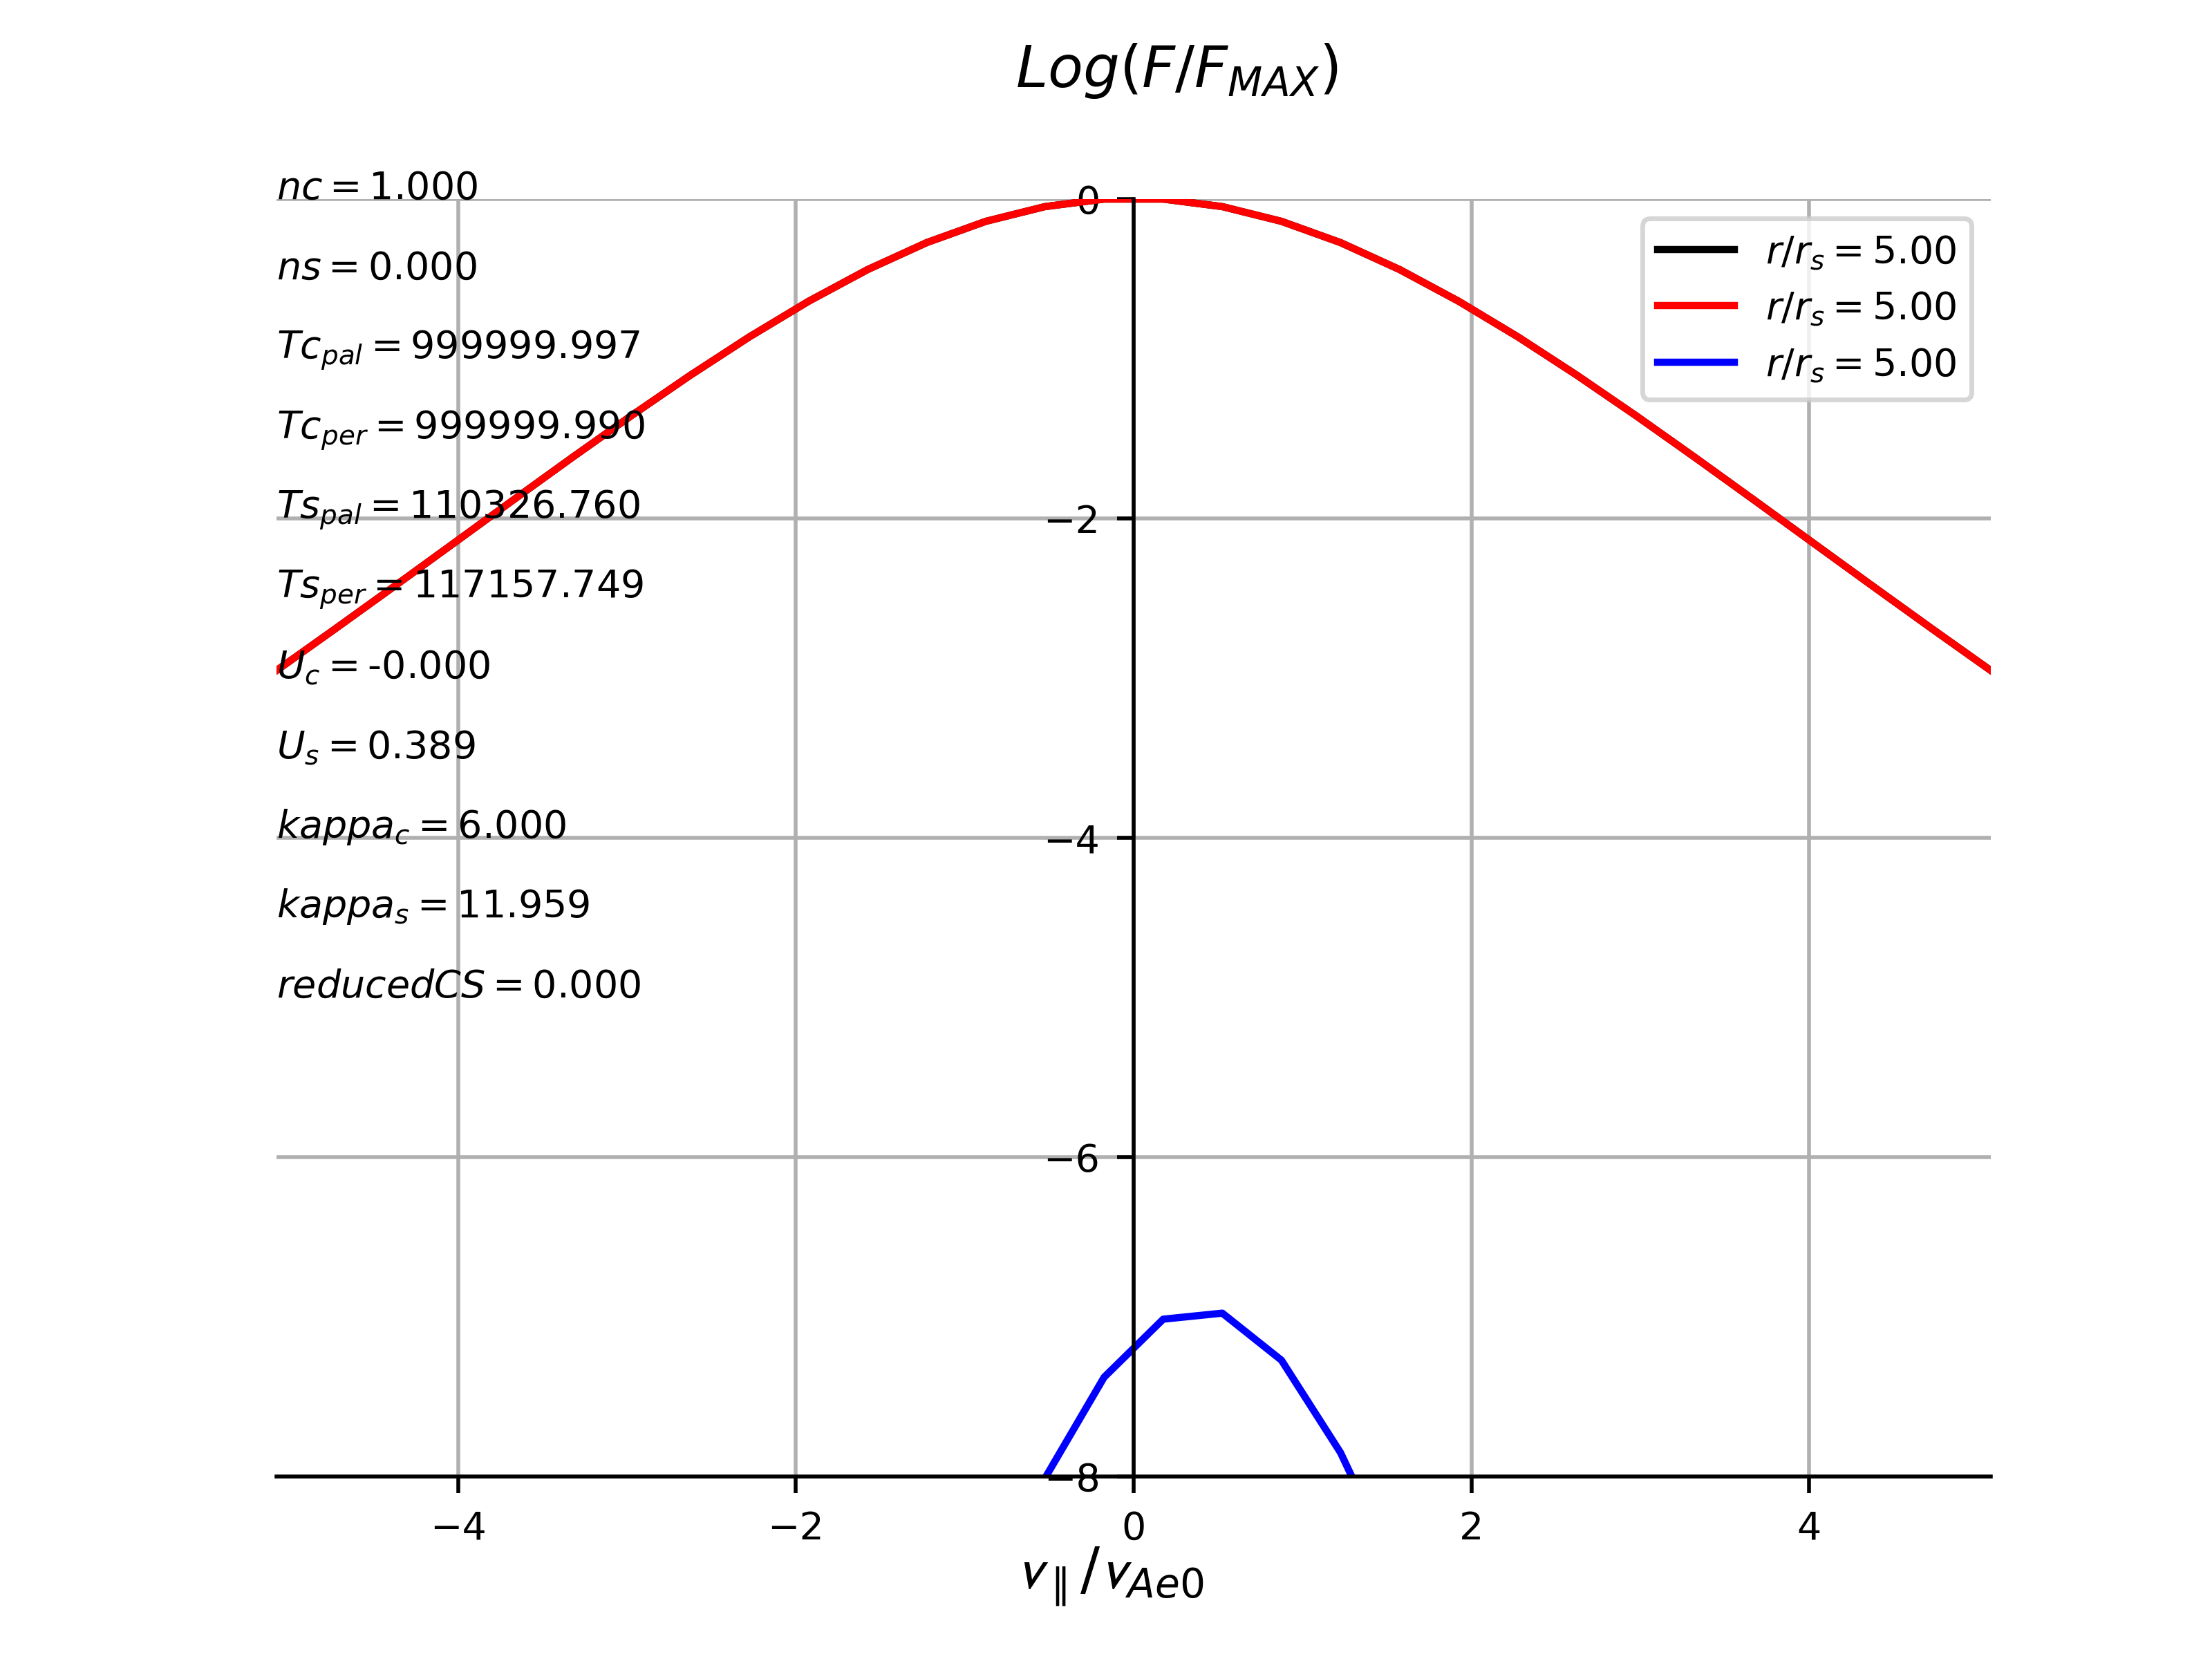 Log(F/F_MAX)
nc = 1.000
ns = 0.000
Tc_pal = 999999.997
Tc_per = 999999.990
Ts_pal = 110326.760
Ts_per = 117157.749
U_c = -0.000
U_s = 0.389
kappa_c = 6.000
kappa_s = 11.959
reducedCS = 0.000
r/r_s = 5.00
r/r_s = 5.00
r/r_s = 5.00
0
−2
−4
−6
−8
−4 −2 0 2 4
v_∥/v_Ae0